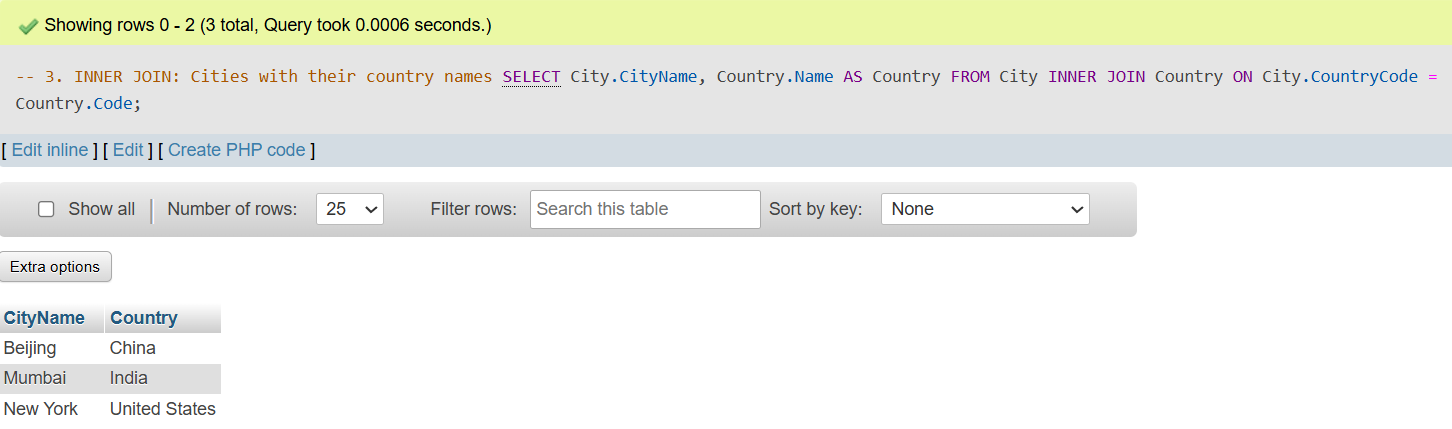 Showing rows 0 - 2 (3 total, Query took 0.0006 seconds.)
-- 3. INNER JOIN: Cities with their country names SELECT City.CityName, Country.Name AS Country FROM City INNER JOIN Country ON City.CountryCode =
Country.Code;
[ Edit inline ] [ Edit ] [ Create PHP code ]
Show all | Number of rows: 25 Filter rows: Search this table Sort by key: None
Extra options
CityName Country
Beijing China
Mumbai India
New York United States